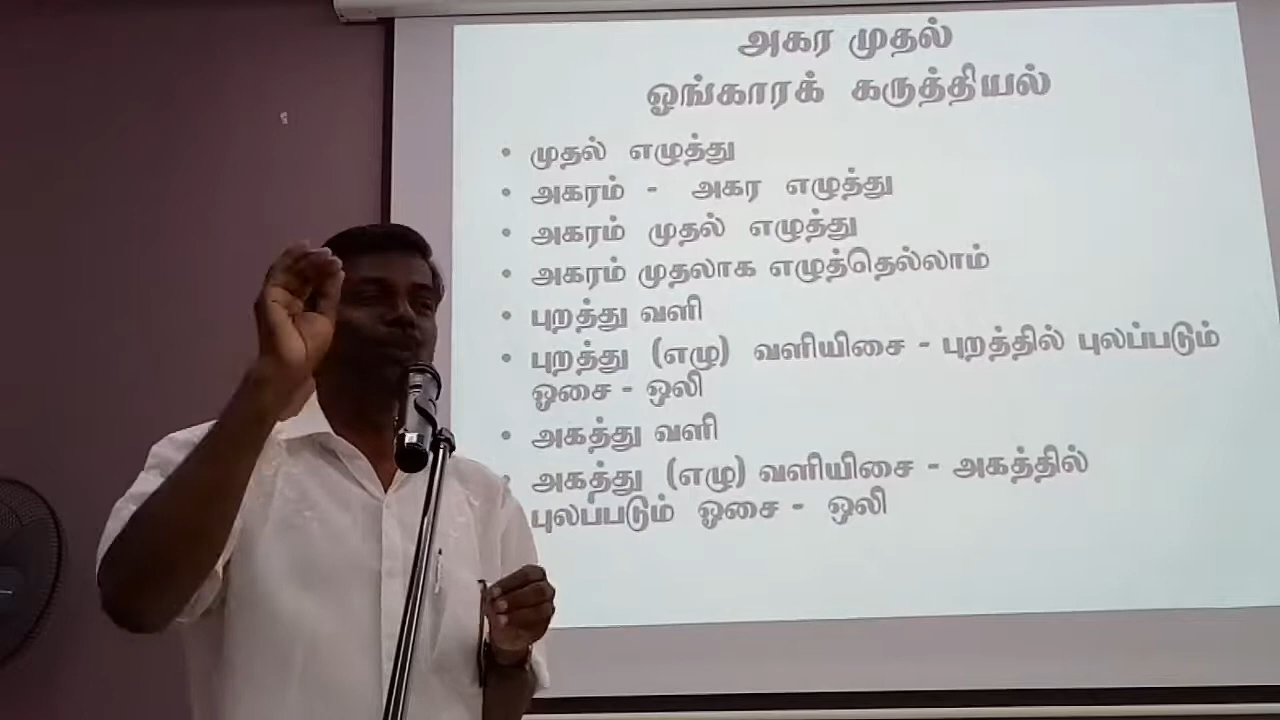 அகர முதல்
ஓங்காரக் கருத்தியல்
• முதல் எழுத்து
• அகரம் - அகர எழுத்து
• அகரம் முதல் எழுத்து
• அகரம் முதலாக எழுத்தெல்லாம்
• புறத்து வளி
• புறத்து (எழு) வளியிசை - புறத்தில் புலப்படும்
ஓசை - ஒலி
• அகத்து வளி
• அகத்து (எழு) வளியிசை - அகத்தில்
புலப்படும் ஓசை - ஒலி